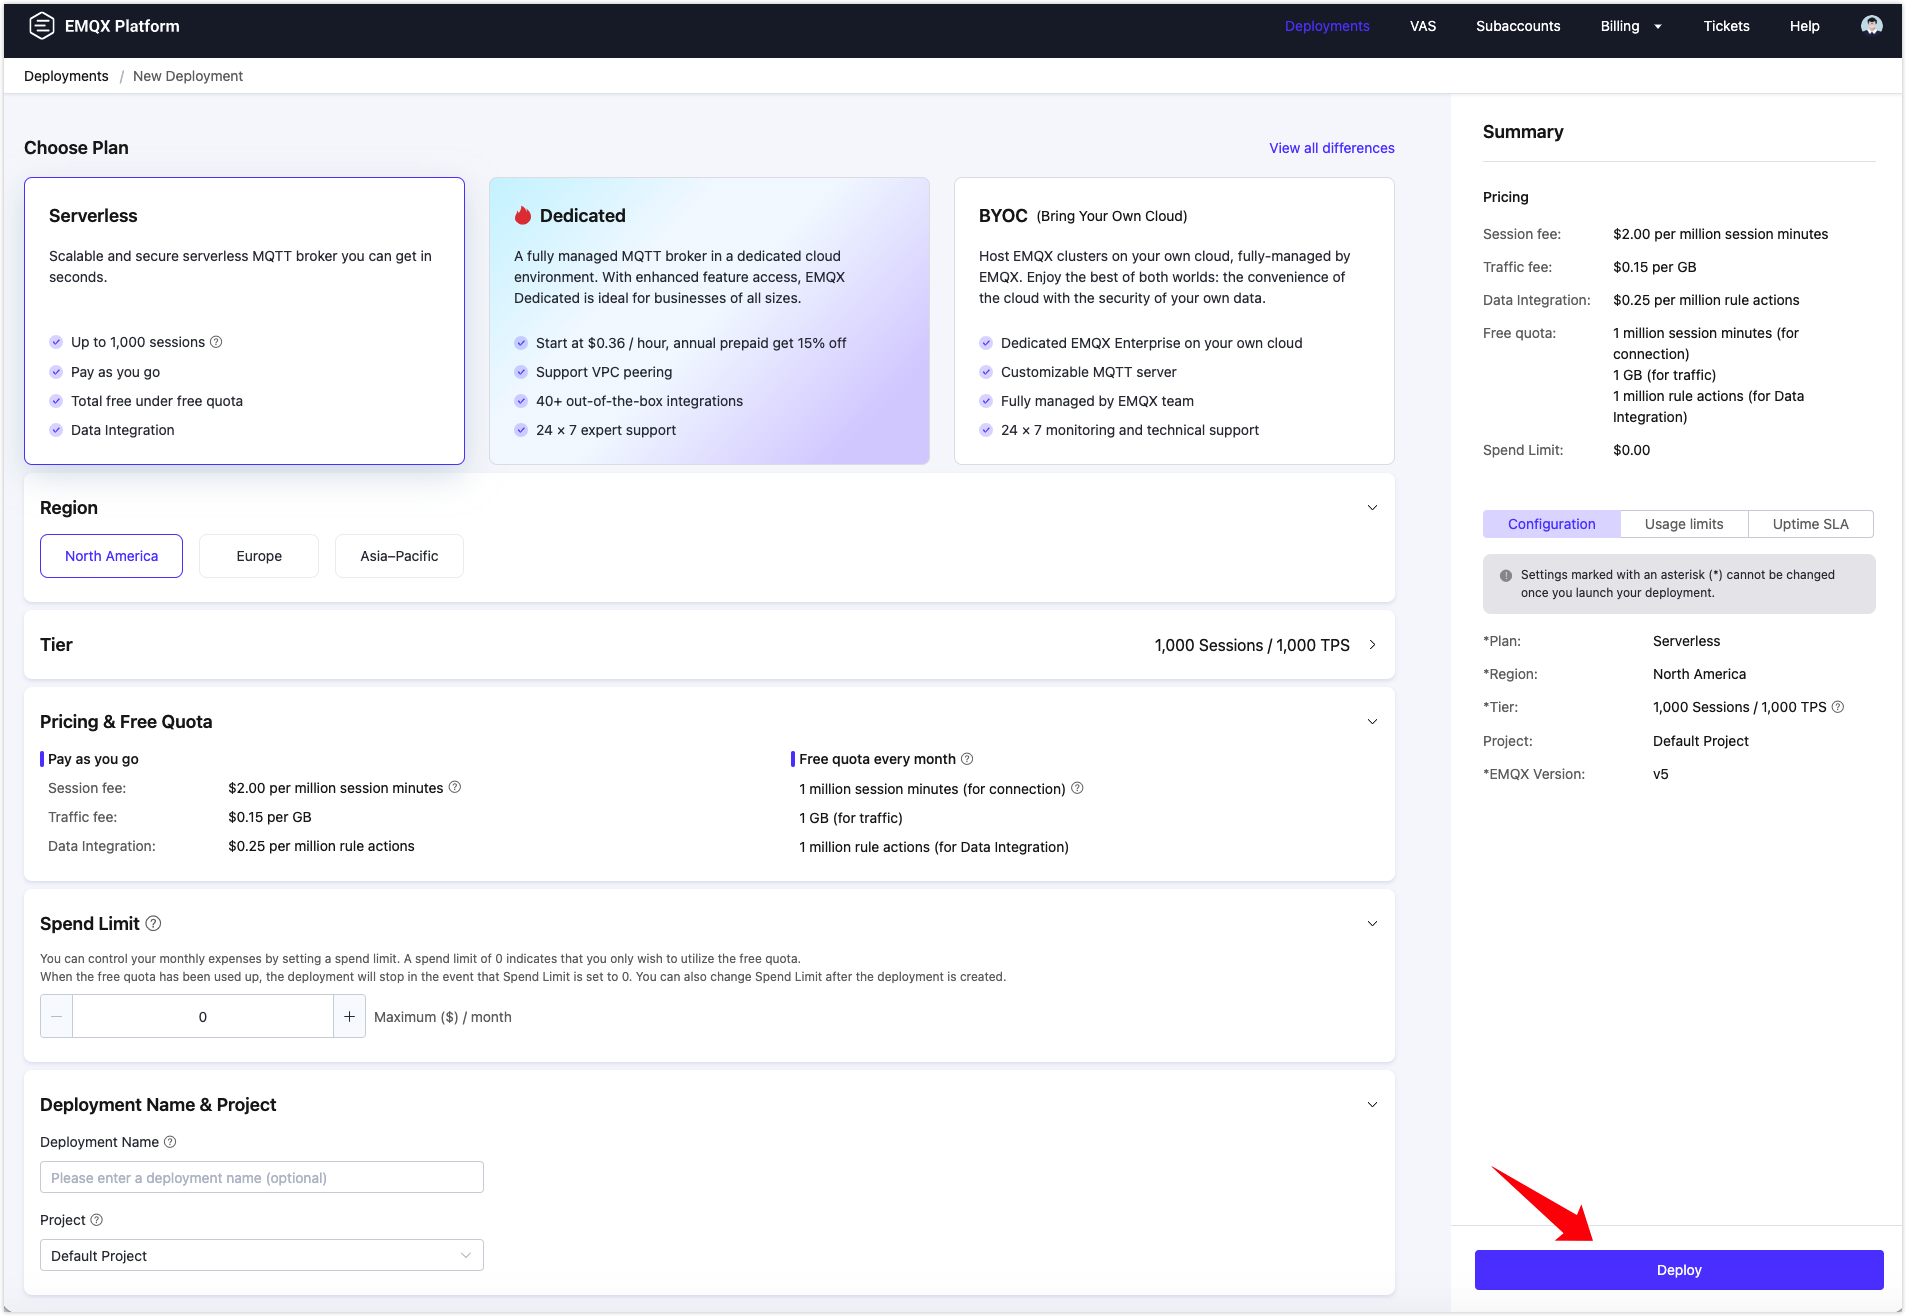 EMQX Platform
Deployments
VAS
Subaccounts
Billing
Tickets
Help
Deployments / New Deployment
Choose Plan
View all differences
Serverless
Scalable and secure serverless MQTT broker you can get in
seconds.
Up to 1,000 sessions
Pay as you go
Total free under free quota
Data Integration
Dedicated
A fully managed MQTT broker in a dedicated cloud
environment. With enhanced feature access, EMQX
Dedicated is ideal for businesses of all sizes.
Start at $0.36 / hour, annual prepaid get 15% off
Support VPC peering
40+ out-of-the-box integrations
24 × 7 expert support
BYOC (Bring Your Own Cloud)
Host EMQX clusters on your own cloud, fully-managed by
EMQX. Enjoy the best of both worlds: the convenience of
the cloud with the security of your own data.
Dedicated EMQX Enterprise on your own cloud
Customizable MQTT server
Fully managed by EMQX team
24 × 7 monitoring and technical support
Region
North America
Europe
Asia–Pacific
Tier
1,000 Sessions / 1,000 TPS
Pricing & Free Quota
Pay as you go
Session fee: $2.00 per million session minutes
Traffic fee: $0.15 per GB
Data Integration: $0.25 per million rule actions
Free quota every month
1 million session minutes (for connection)
1 GB (for traffic)
1 million rule actions (for Data Integration)
Spend Limit
You can control your monthly expenses by setting a spend limit. A spend limit of 0 indicates that you only wish to utilize the free quota.
When the free quota has been used up, the deployment will stop in the event that Spend Limit is set to 0. You can also change Spend Limit after the deployment is created.
0
Maximum ($) / month
Deployment Name & Project
Deployment Name
Please enter a deployment name (optional)
Project
Default Project
Summary
Pricing
Session fee: $2.00 per million session minutes
Traffic fee: $0.15 per GB
Data Integration: $0.25 per million rule actions
Free quota: 1 million session minutes (for
connection)
1 GB (for traffic)
1 million rule actions (for Data
Integration)
Spend Limit: $0.00
Configuration
Usage limits
Uptime SLA
Settings marked with an asterisk (*) cannot be changed
once you launch your deployment.
*Plan: Serverless
*Region: North America
*Tier: 1,000 Sessions / 1,000 TPS
Project: Default Project
*EMQX Version: v5
Deploy